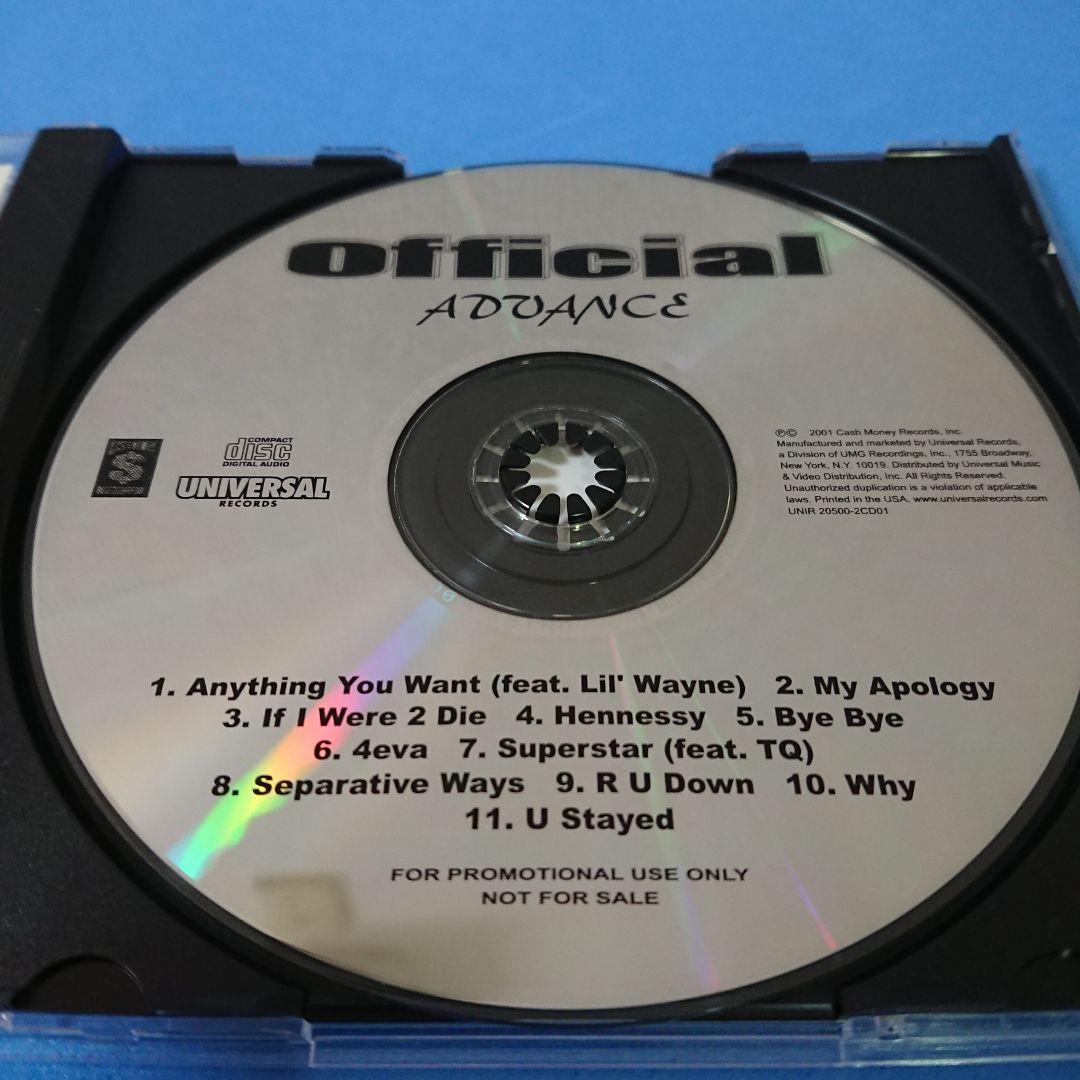 Official
ADVANCE
COMPACT
disc
DIGITAL AUDIO
UNIVERSAL
RECORDS
℗© 2001 Cash Money Records, Inc.
Manufactured and marketed by Universal Records,
a Division of UMG Recordings, Inc., 1755 Broadway,
New York, N.Y. 10019. Distributed by Universal Music
& Video Distribution, Inc. All Rights Reserved.
Unauthorized duplication is a violation of applicable
laws. Printed in the USA. www.universalrecords.com
UNIR 20500-2CD01
1. Anything You Want (feat. Lil' Wayne) 2. My Apology
3. If I Were 2 Die 4. Hennessy 5. Bye Bye
6. 4eva 7. Superstar (feat. TQ)
8. Separative Ways 9. R U Down 10. Why
11. U Stayed
FOR PROMOTIONAL USE ONLY
NOT FOR SALE